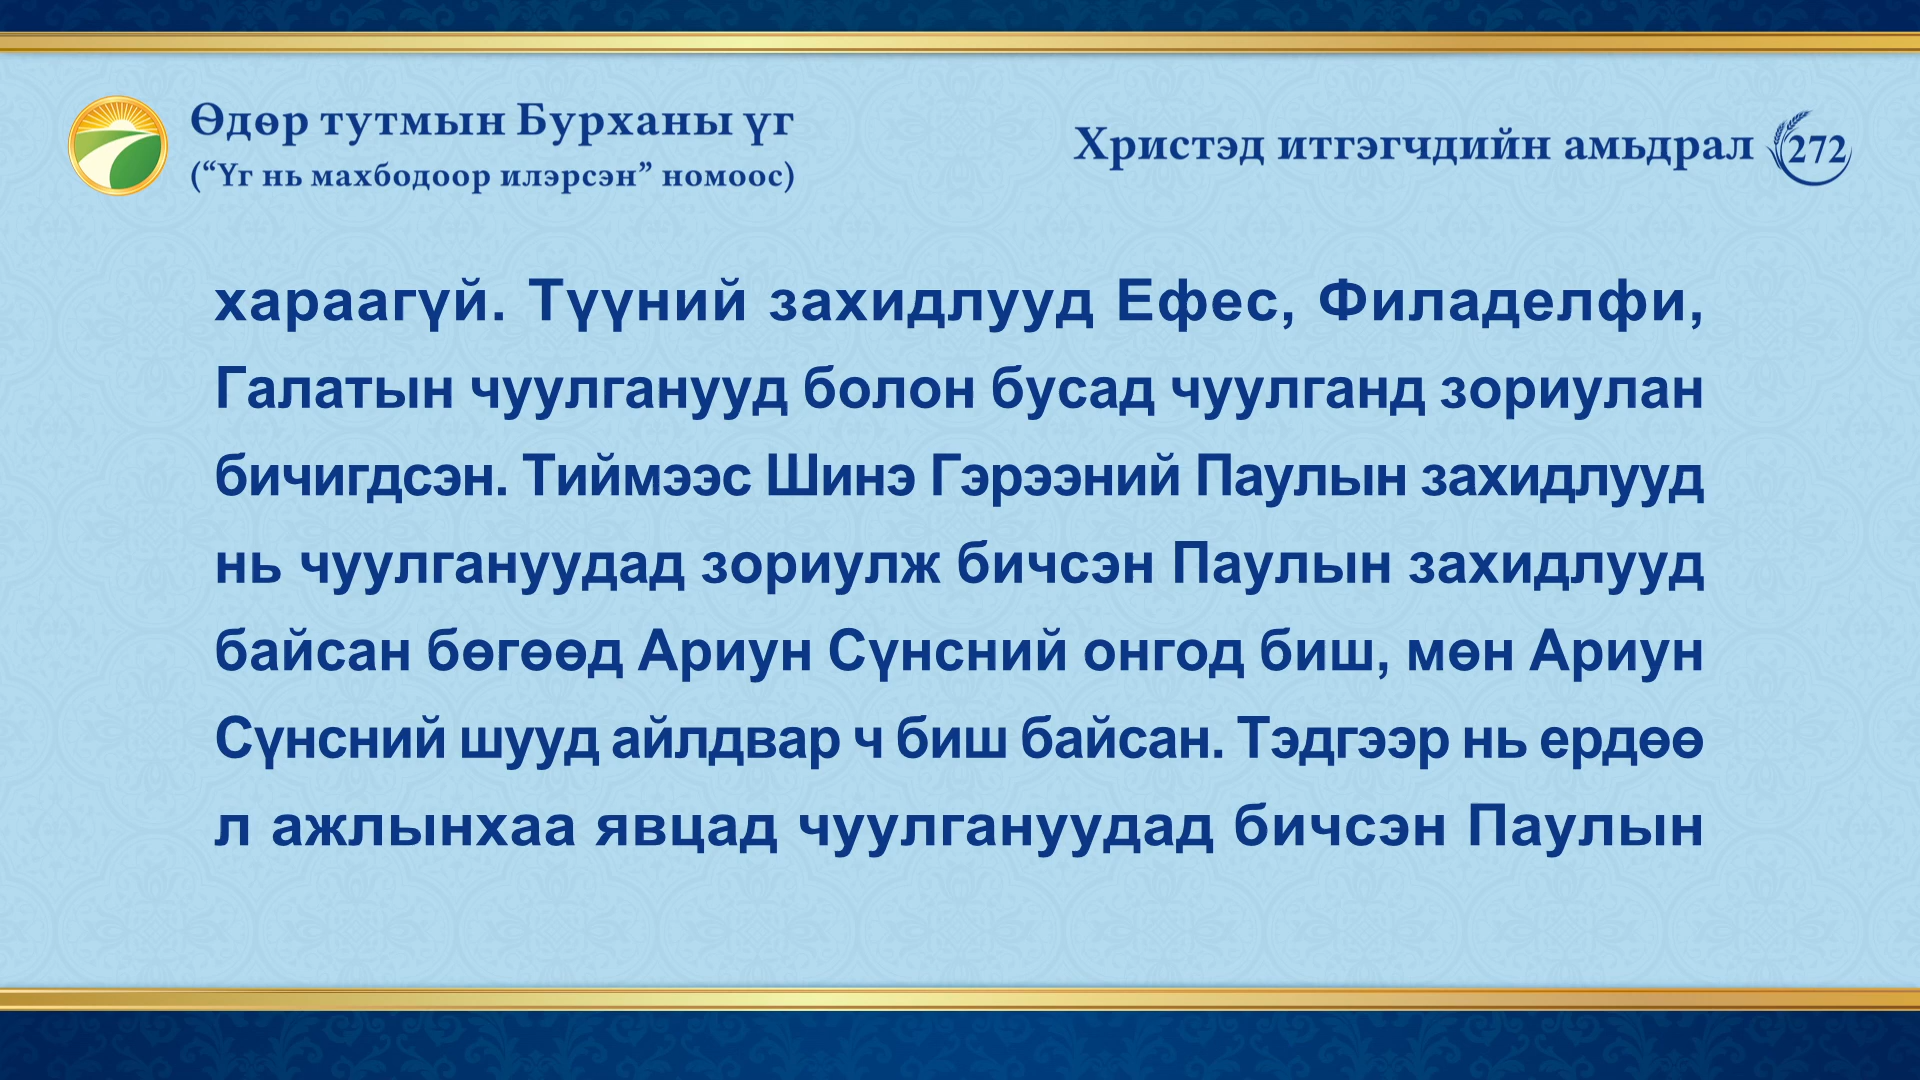 Өдөр тутмын Бурханы үг
(“Үг нь махбодоор илэрсэн” номоос)
Христэд итгэгчдийн амьдрал 272
хараагүй. Түүний захидлууд Ефес, Филаделфи,
Галатын чуулганууд болон бусад чуулганд зориулан
бичигдсэн. Тиймээс Шинэ Гэрээний Паулын захидлууд
нь чуулгануудад зориулж бичсэн Паулын захидлууд
байсан бөгөөд Ариун Сүнсний онгод биш, мөн Ариун
Сүнсний шууд айлдвар ч биш байсан. Тэдгээр нь ердөө
л ажлынхаа явцад чуулгануудад бичсэн Паулын